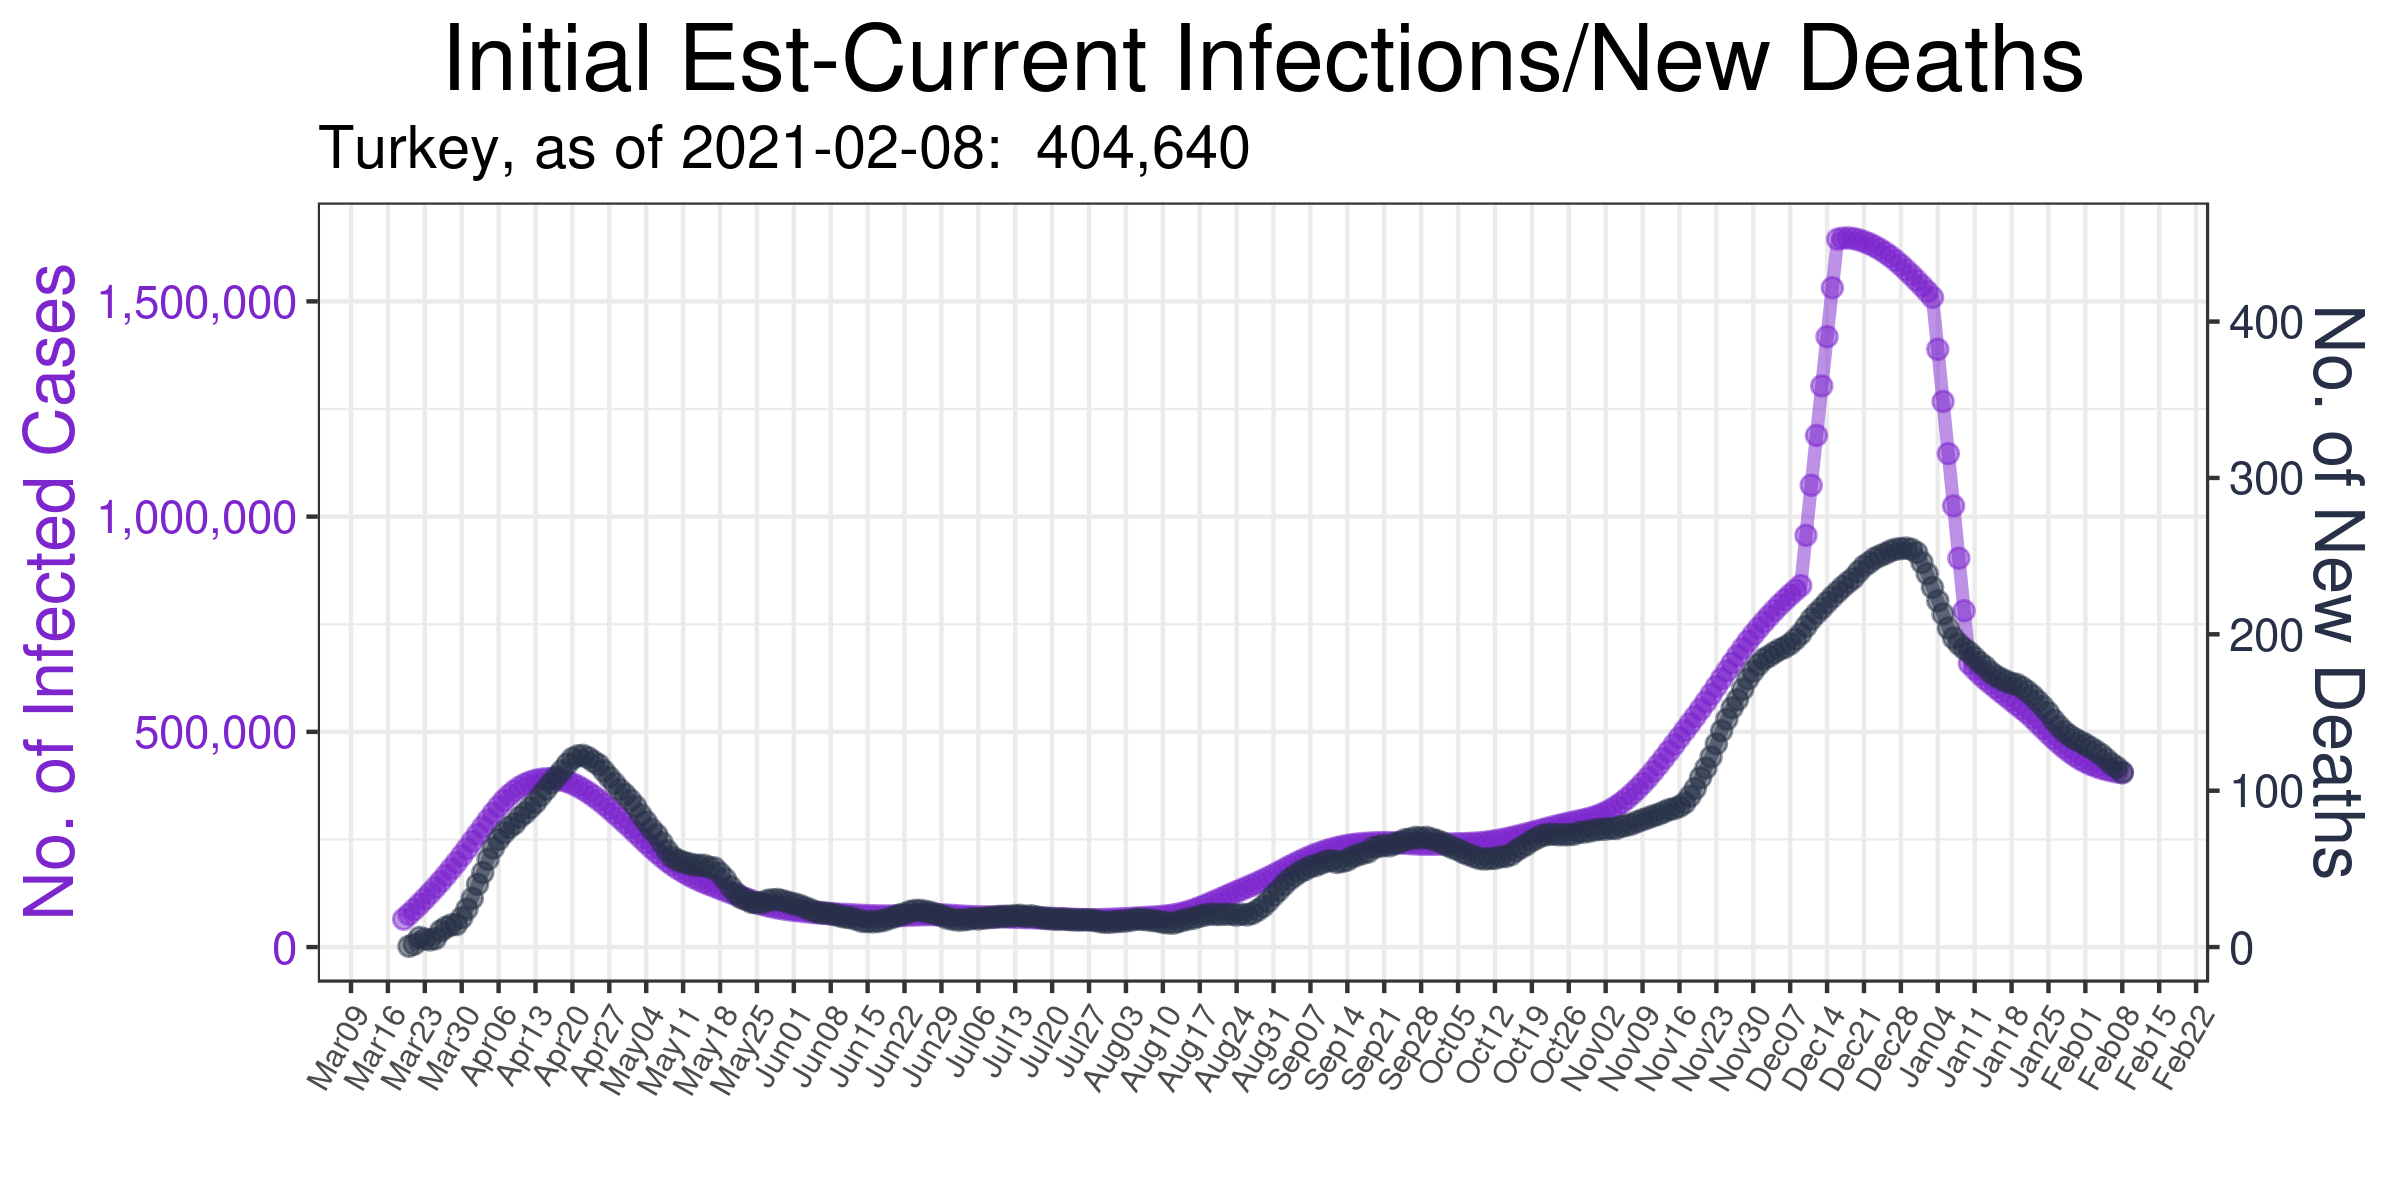 Initial Est-Current Infections/New Deaths
Turkey, as of 2021-02-08:  404,640
No. of Infected Cases
1,500,000
1,000,000
500,000
0
400
300
200
100
0
No. of New Deaths
Mar09
Mar16
Mar23
Mar30
Apr06
Apr13
Apr20
Apr27
May04
May11
May18
May25
Jun01
Jun08
Jun15
Jun22
Jun29
Jul06
Jul13
Jul20
Jul27
Aug03
Aug10
Aug17
Aug24
Aug31
Sep07
Sep14
Sep21
Sep28
Oct05
Oct12
Oct19
Oct26
Nov02
Nov09
Nov16
Nov23
Nov30
Dec07
Dec14
Dec21
Dec28
Dec04
Jan11
Jan18
Jan25
Feb01
Feb08
Feb15
Feb22